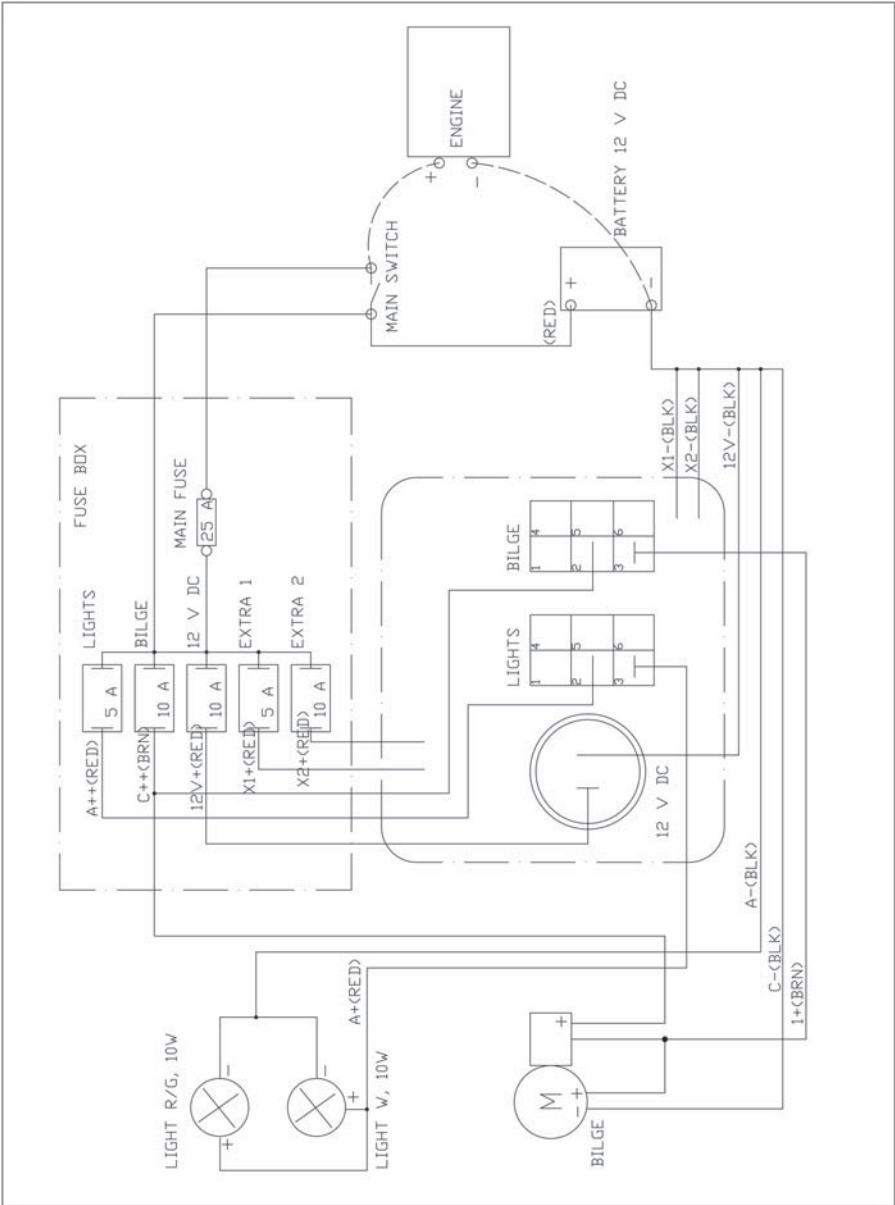 ENGINE
+
-
BATTERY 12 V DC
+
-
MAIN SWITCH
(RED)
FUSE BOX
MAIN FUSE
25 A
LIGHTS
BILGE
12 V DC
EXTRA 1
EXTRA 2
5 A
10 A
10 A
5 A
10 A
A++(RED)
C++(BRN)
12V+(RED)
X1+(RED)
X2+(RED)
X1-(BLK)
X2-(BLK)
12V-(BLK)
BILGE
1 4
2 5
3 6
LIGHTS
1 4
2 5
3 6
12 V DC
A-(BLK)
C-(BLK)
1+(BRN)
A+(RED)
LIGHT R/G, 10W
+
-
LIGHT W, 10W
+
-
M
+
-
+
BILGE